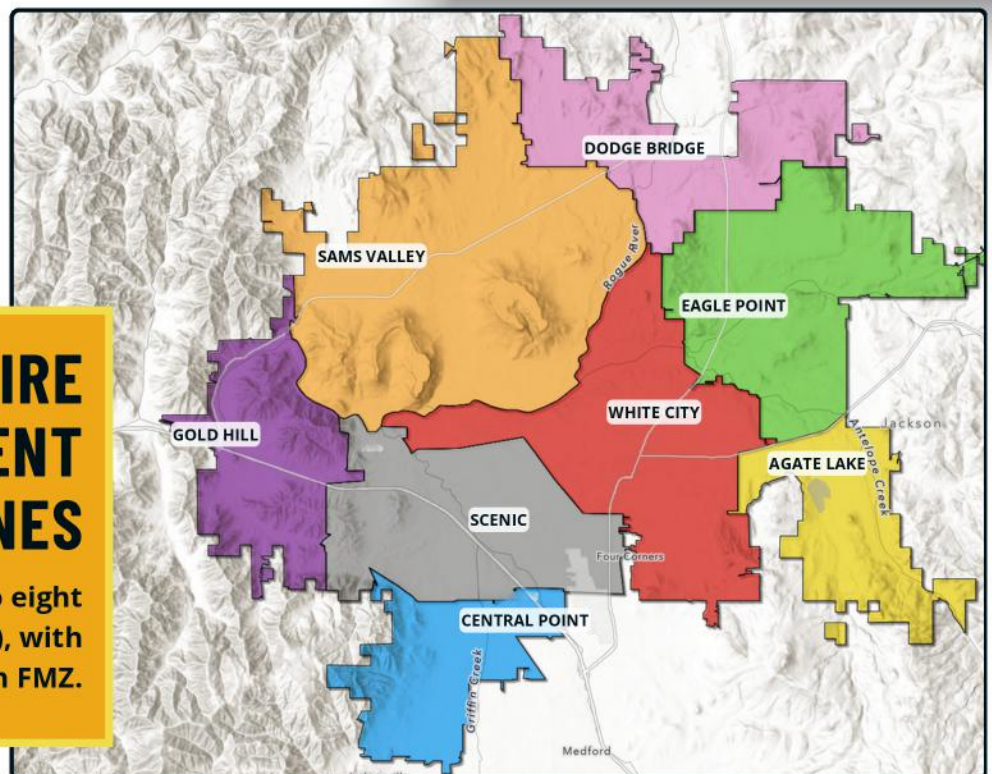 IRE
ENT
NES
eight
), with
FMZ.
DODGE BRIDGE
SAMS VALLEY
Rogue River
EAGLE POINT
WHITE CITY
Jackson
GOLD HILL
AGATE LAKE
Antelope Creek
SCENIC
Four Corners
CENTRAL POINT
Griffin Creek
Medford